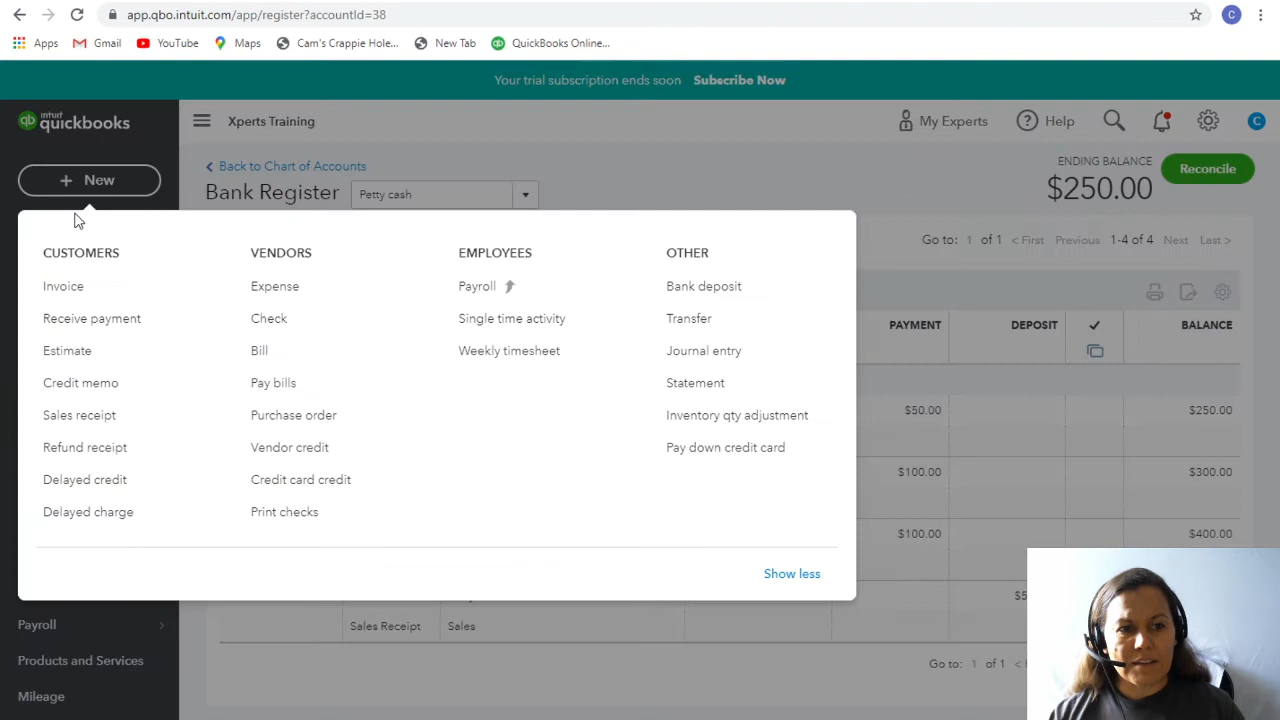 app.qbo.intuit.com/app/register?accountId=38
C
Apps Gmail YouTube Maps Cam's Crappie Hole... New Tab QuickBooks Online...
Your trial subscription ends soon Subscribe Now
qb intuit quickbooks
Xperts Training
My Experts Help C
+ New
< Back to Chart of Accounts
Bank Register Petty cash
ENDING BALANCE
$250.00
Reconcile
Go to: 1 of 1 < First Previous 1-4 of 4 Next Last >
CUSTOMERS VENDORS EMPLOYEES OTHER
Invoice Expense Payroll Bank deposit
Receive payment Check Single time activity Transfer
Estimate Bill Weekly timesheet Journal entry
Credit memo Pay bills Statement
Sales receipt Purchase order Inventory qty adjustment
Refund receipt Vendor credit Pay down credit card
Delayed credit Credit card credit
Delayed charge Print checks
Show less
PAYMENT DEPOSIT ✓ BALANCE
$50.00 $250.00
$100.00 $300.00
$100.00 $400.00
Sales Receipt Sales
Go to: 1 of 1
Payroll >
Products and Services
Mileage